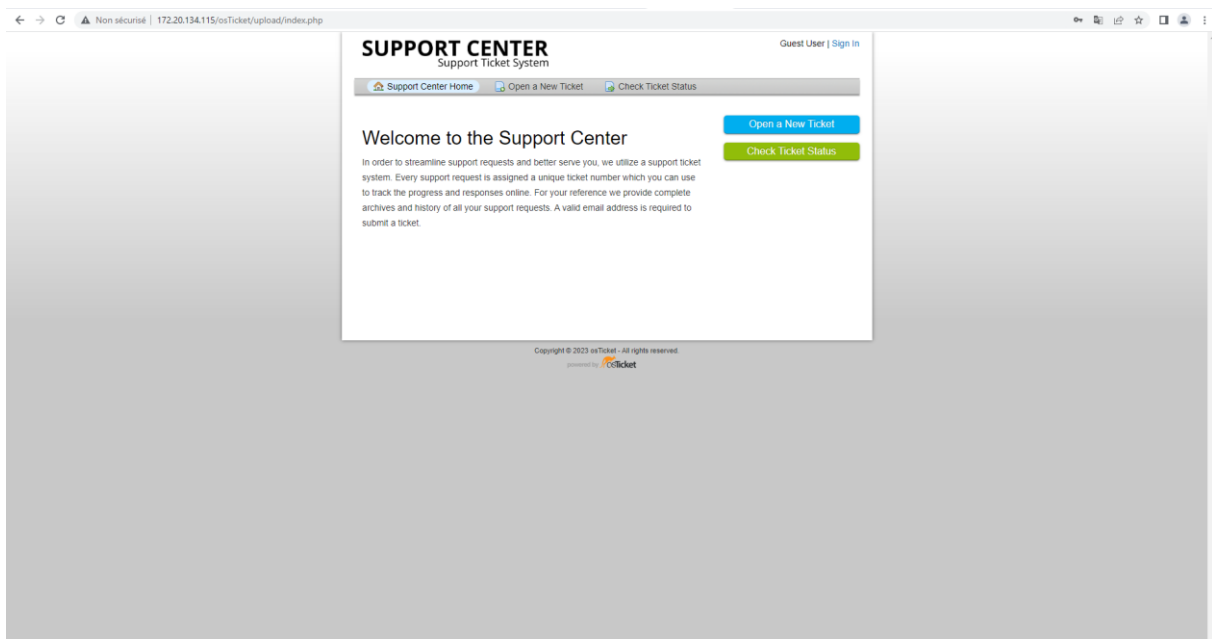 Non sécurisé | 172.20.134.115/osTicket/upload/index.php
SUPPORT CENTER
Support Ticket System
Guest User | Sign In
Support Center Home
Open a New Ticket
Check Ticket Status
Open a New Ticket
Check Ticket Status
Welcome to the Support Center
In order to streamline support requests and better serve you, we utilize a support ticket
system. Every support request is assigned a unique ticket number which you can use
to track the progress and responses online. For your reference we provide complete
archives and history of all your support requests. A valid email address is required to
submit a ticket.
Copyright © 2023 osTicket - All rights reserved.
powered by osTicket